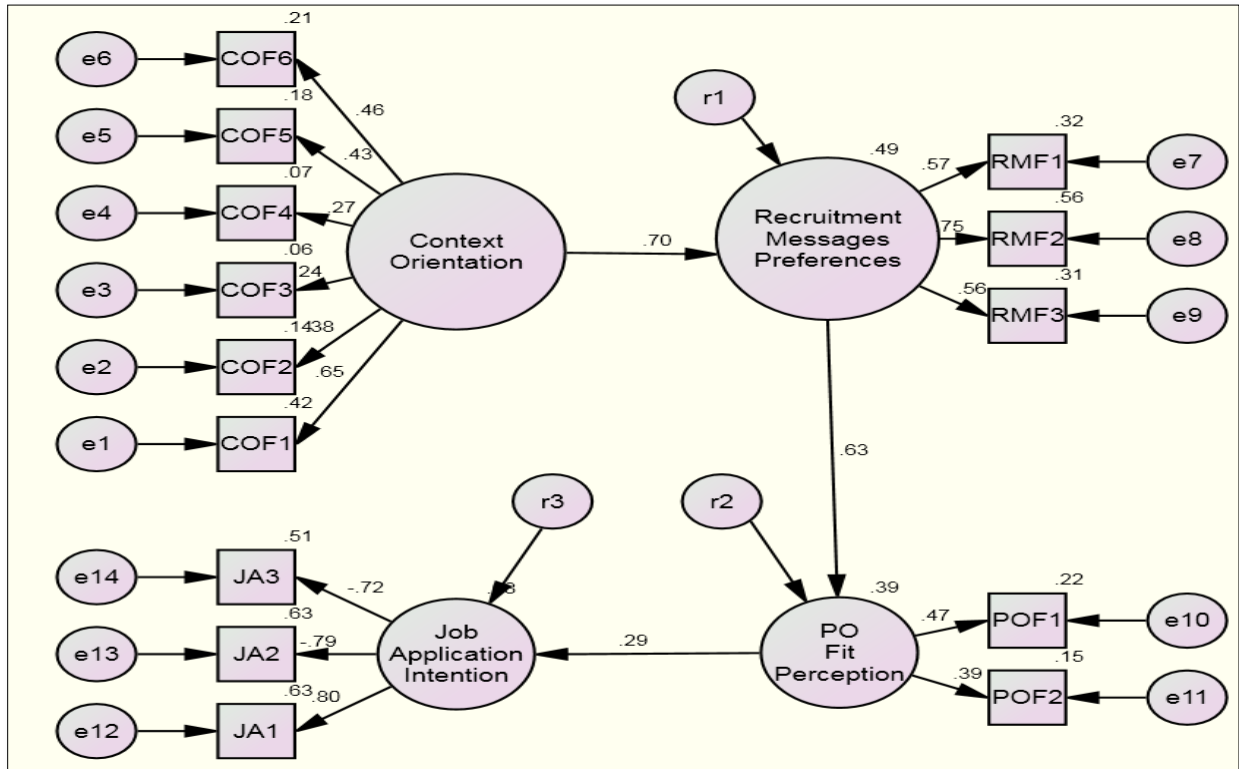 .21
e6
COF6
.46
.18
e5
COF5
.43
.07
e4
COF4
.27
.06
e3
COF3
.24
.14
.38
e2
COF2
.65
.42
e1
COF1
Context
Orientation
.70
r1
.49
Recruitment
Messages
Preferences
.57
.32
RMF1
e7
.75
.56
RMF2
e8
.56
.31
RMF3
e9
.63
r3
r2
.51
e14
JA3
-.72
.63
e13
JA2
-.79
.63
.80
e12
JA1
Job
Application
Intention
.29
.39
PO
Fit
Perception
.47
.22
POF1
e10
.39
.15
POF2
e11